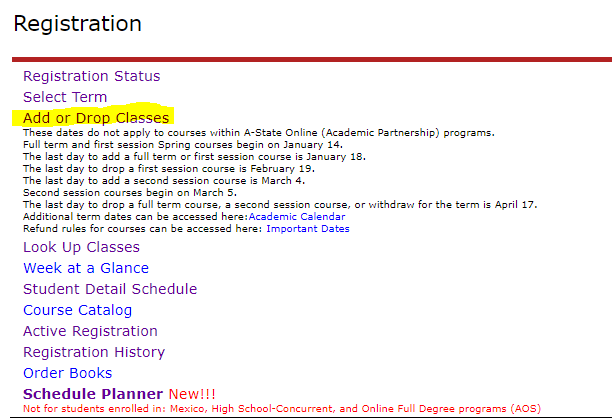 Registration
Registration Status
Select Term
Add or Drop Classes
These dates do not apply to courses within A-State Online (Academic Partnership) programs.
Full term and first session Spring courses begin on January 14.
The last day to add a full term or first session course is January 18.
The last day to drop a first session course is February 19.
The last day to add a second session course is March 4.
Second session courses begin on March 5.
The last day to drop a full term course, a second session course, or withdraw for the term is April 17.
Additional term dates can be accessed here:Academic Calendar
Refund rules for courses can be accessed here: Important Dates
Look Up Classes
Week at a Glance
Student Detail Schedule
Course Catalog
Active Registration
Registration History
Order Books
Schedule Planner New!!!
Not for students enrolled in: Mexico, High School-Concurrent, and Online Full Degree programs (AOS)